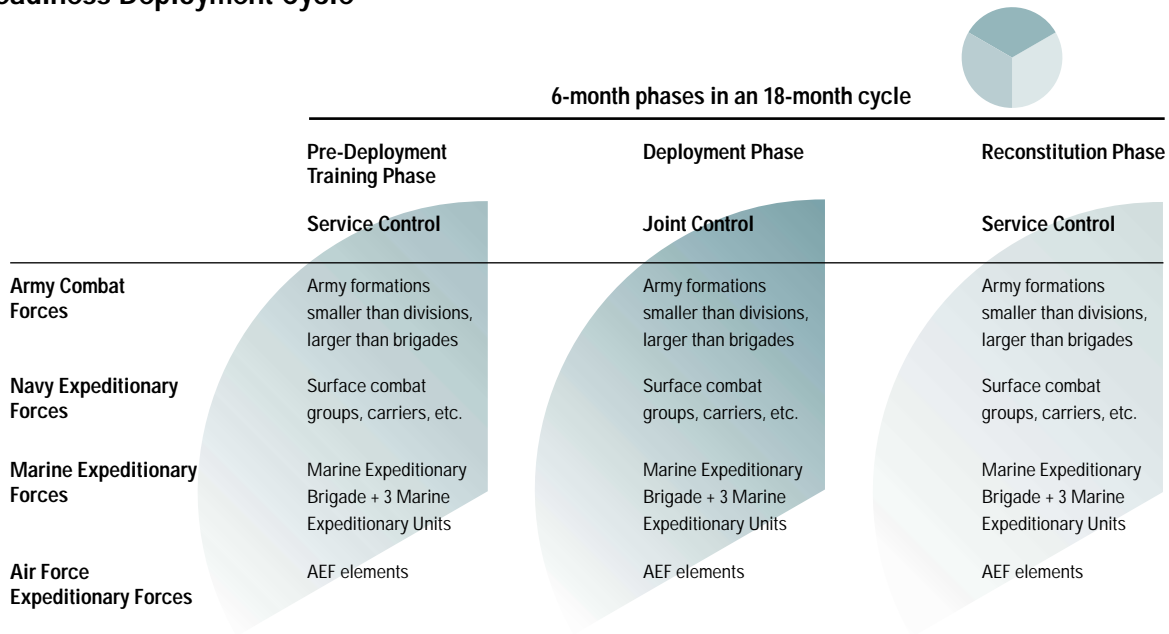 Deployment Cycle
6-month phases in an 18-month cycle
Pre-Deployment
Training Phase
Deployment Phase
Reconstitution Phase
Service Control
Joint Control
Service Control
Army Combat
Forces
Army formations
smaller than divisions,
larger than brigades
Army formations
smaller than divisions,
larger than brigades
Army formations
smaller than divisions,
larger than brigades
Navy Expeditionary
Forces
Surface combat
groups, carriers, etc.
Surface combat
groups, carriers, etc.
Surface combat
groups, carriers, etc.
Marine Expeditionary
Forces
Marine Expeditionary
Brigade + 3 Marine
Expeditionary Units
Marine Expeditionary
Brigade + 3 Marine
Expeditionary Units
Marine Expeditionary
Brigade + 3 Marine
Expeditionary Units
Air Force
Expeditionary Forces
AEF elements
AEF elements
AEF elements